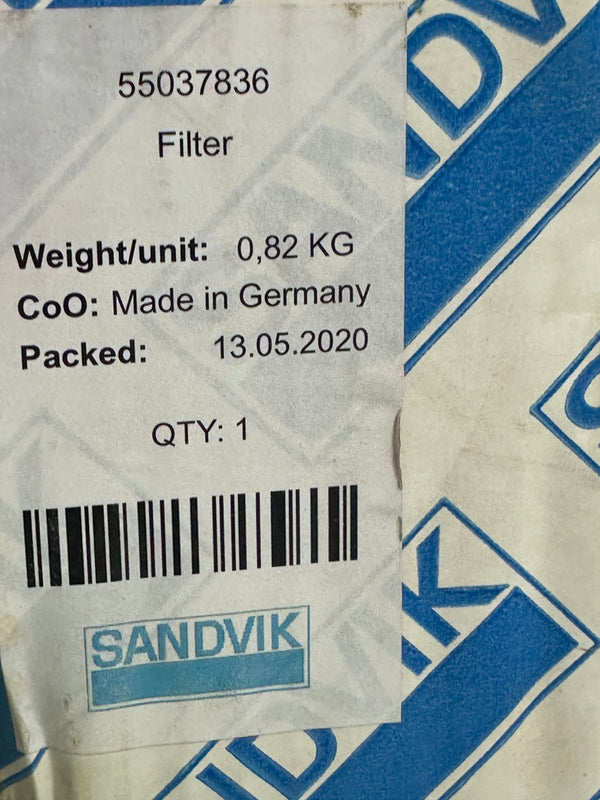 55037836
Filter
Weight/unit: 0,82 KG
CoO: Made in Germany
Packed: 13.05.2020
QTY: 1
SANDVIK